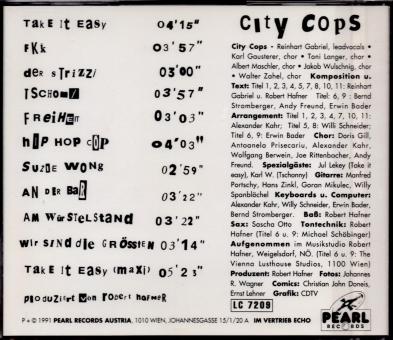 Take it easy 04'15"
FKK 03'57"
der Strizzi 03'00"
Tschomi 03'57"
Freiheit 03'03"
hip hop cop 04'03"
Suzie Wong 02'59"
an der Bar 03'22"
am Würstelstand 03'22"
wir sind die Grössten 03'14"
Take it easy (maxi) 05'23"
produziert von robert hafner
P + © 1991 PEARL RECORDS AUSTRIA, 1010 WIEN, JOHANNESGASSE 15/1/20 A IM VERTRIEB ECHO
City Cops
City Cops - Reinhart Gabriel, leadvocals •
Karl Gausterer, chor • Toni Langer, chor •
Albert Maschler, chor • Jakob Wulschnig, chor
• Walter Zahel, chor Komposition u.
Text: Titel 1, 2, 3, 4, 5, 7, 8, 10, 11: Reinhart
Gabriel u. Robert Hafner Titel: 6, 9 : Bernd
Stromberger, Andy Freund, Erwin Bader
Arrangement: Titel 1, 2, 3, 4, 7, 10, 11:
Alexander Kahr; Titel 5, 8: Willi Schneider;
Titel 6, 9: Erwin Bader Chor: Doris Gill,
Antoanelo Prisecariu, Alexander Kahr,
Wolfgang Berwein, Joe Rittenbacher, Andy
Freund. Spezialgäste: Jul Lekey (Take it
easy), Karl W. (Tschonny) Gitarre: Manfred
Portschy, Hans Zinkl, Goran Mikulec, Willy
Spanblöchel Keyboards u. Computer:
Alexander Kahr, Willy Schneider, Erwin Bader,
Bernd Stromberger. Baß: Robert Hafner
Sax: Sascha Otto Tontechnik: Robert
Hafner (Titel 6 u. 9: Michael Schöbinger)
Aufgenommen im Musikstudio Robert
Hafner, Weigelsdorf, NÖ. (Titel 6 u. 9: The
Vienna Lusthouse Studios, 1100 Wien)
Produzent: Robert Hafner Fotos: Johannes
R. Wagner Comics: Christian John Doneis,
Ernst Lehner Grafik: CDTV
LC 7209
PEARL
RECORDS